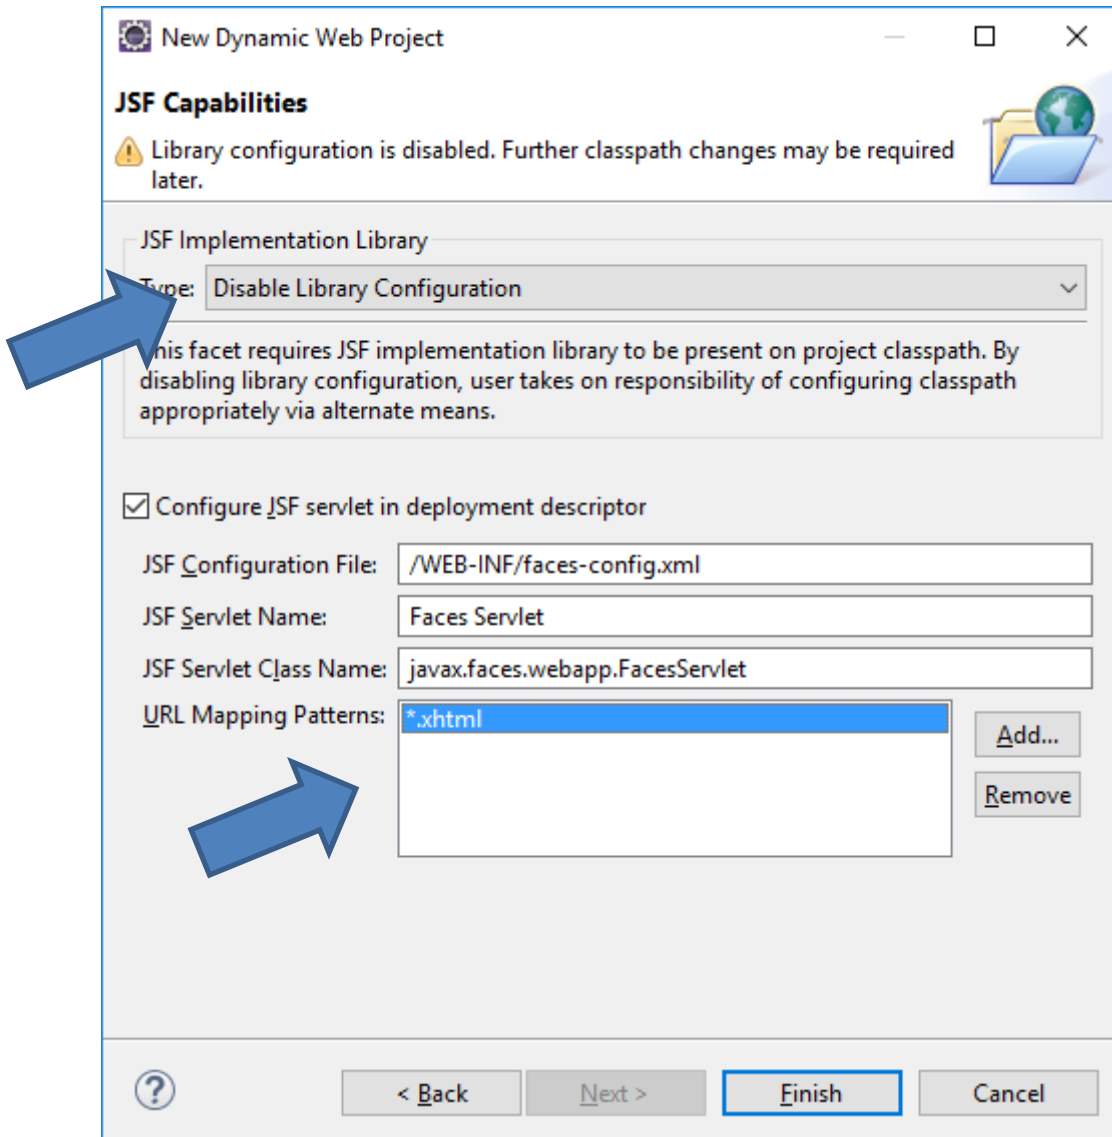 New Dynamic Web Project
JSF Capabilities
Library configuration is disabled. Further classpath changes may be required
later.
JSF Implementation Library
Type: Disable Library Configuration
This facet requires JSF implementation library to be present on project classpath. By
disabling library configuration, user takes on responsibility of configuring classpath
appropriately via alternate means.
Configure JSF servlet in deployment descriptor
JSF Configuration File: /WEB-INF/faces-config.xml
JSF Servlet Name: Faces Servlet
JSF Servlet Class Name: javax.faces.webapp.FacesServlet
URL Mapping Patterns: *.xhtml
Add...
Remove
? < Back Next > Finish Cancel